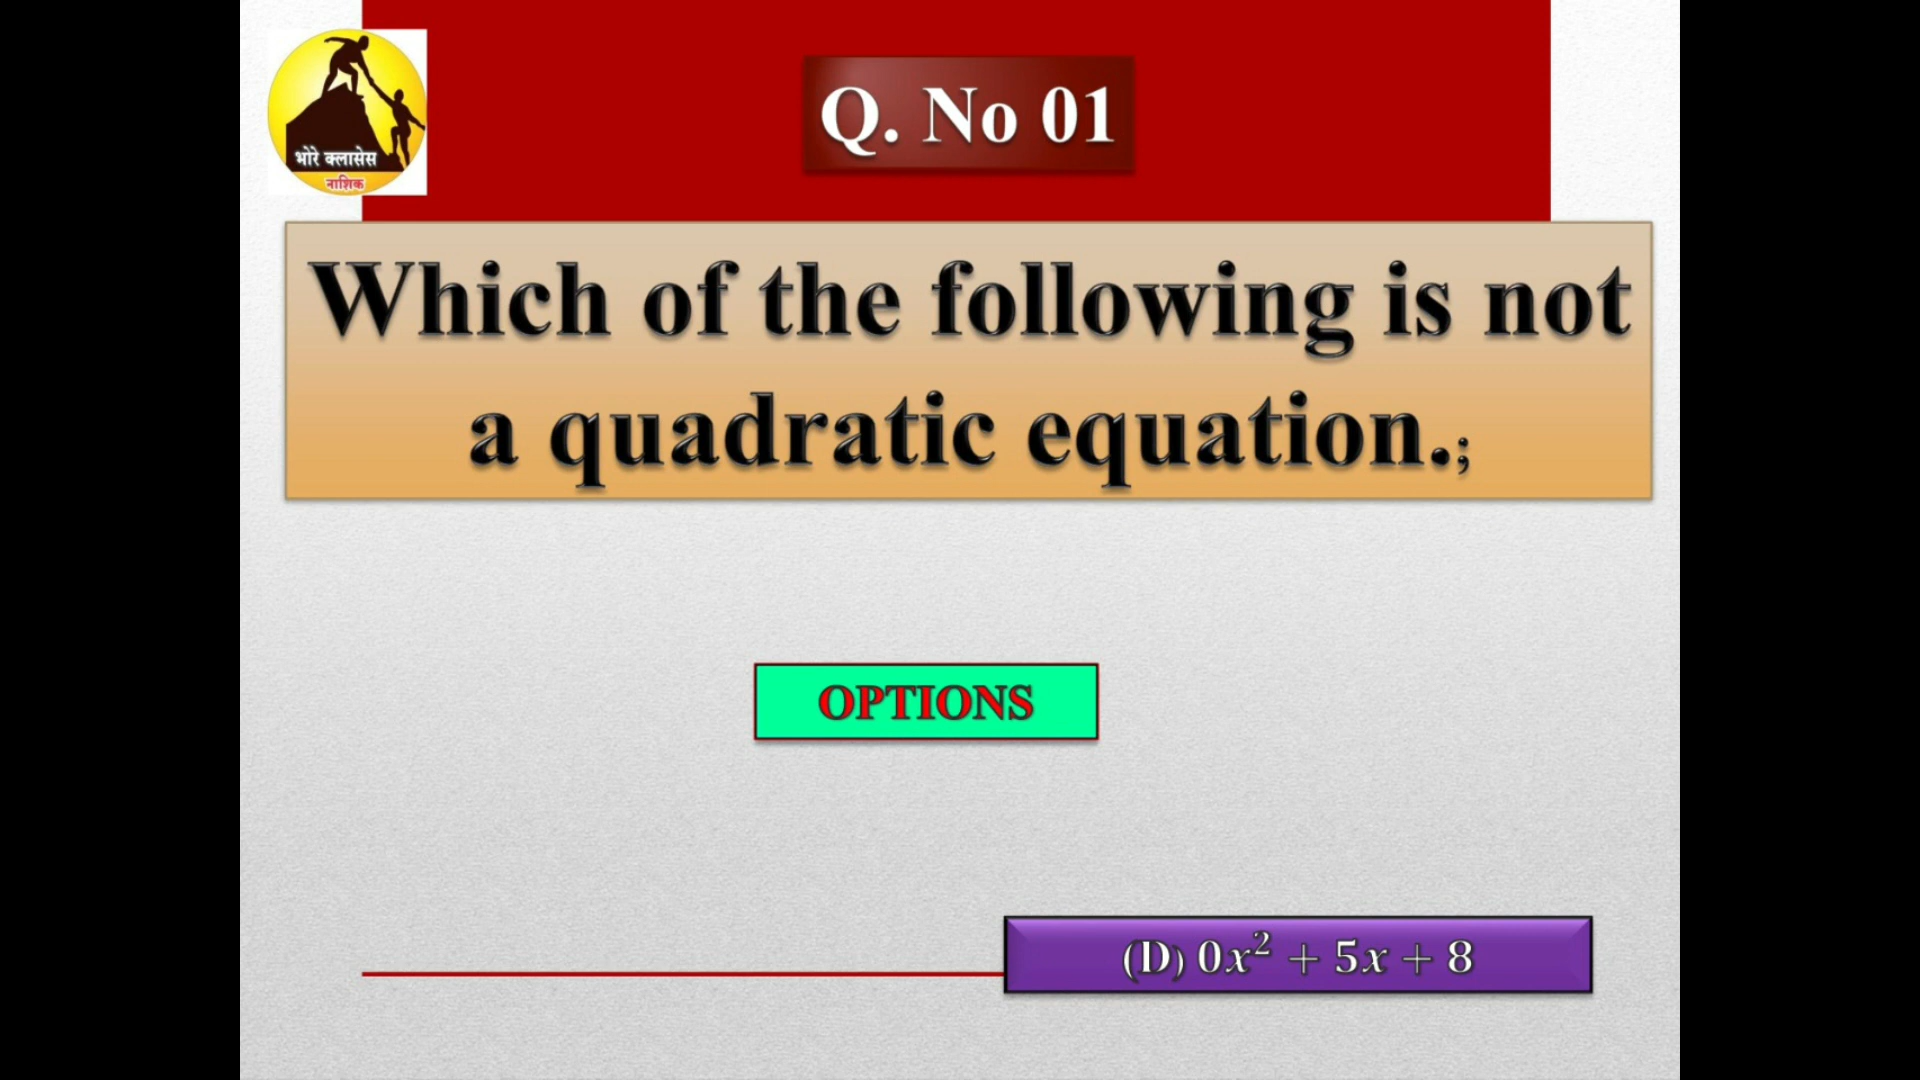 भोरे क्लासेस
नाशिक
Q. No 01
Which of the following is not
a quadratic equation.;
OPTIONS
(D) 0x² + 5x + 8